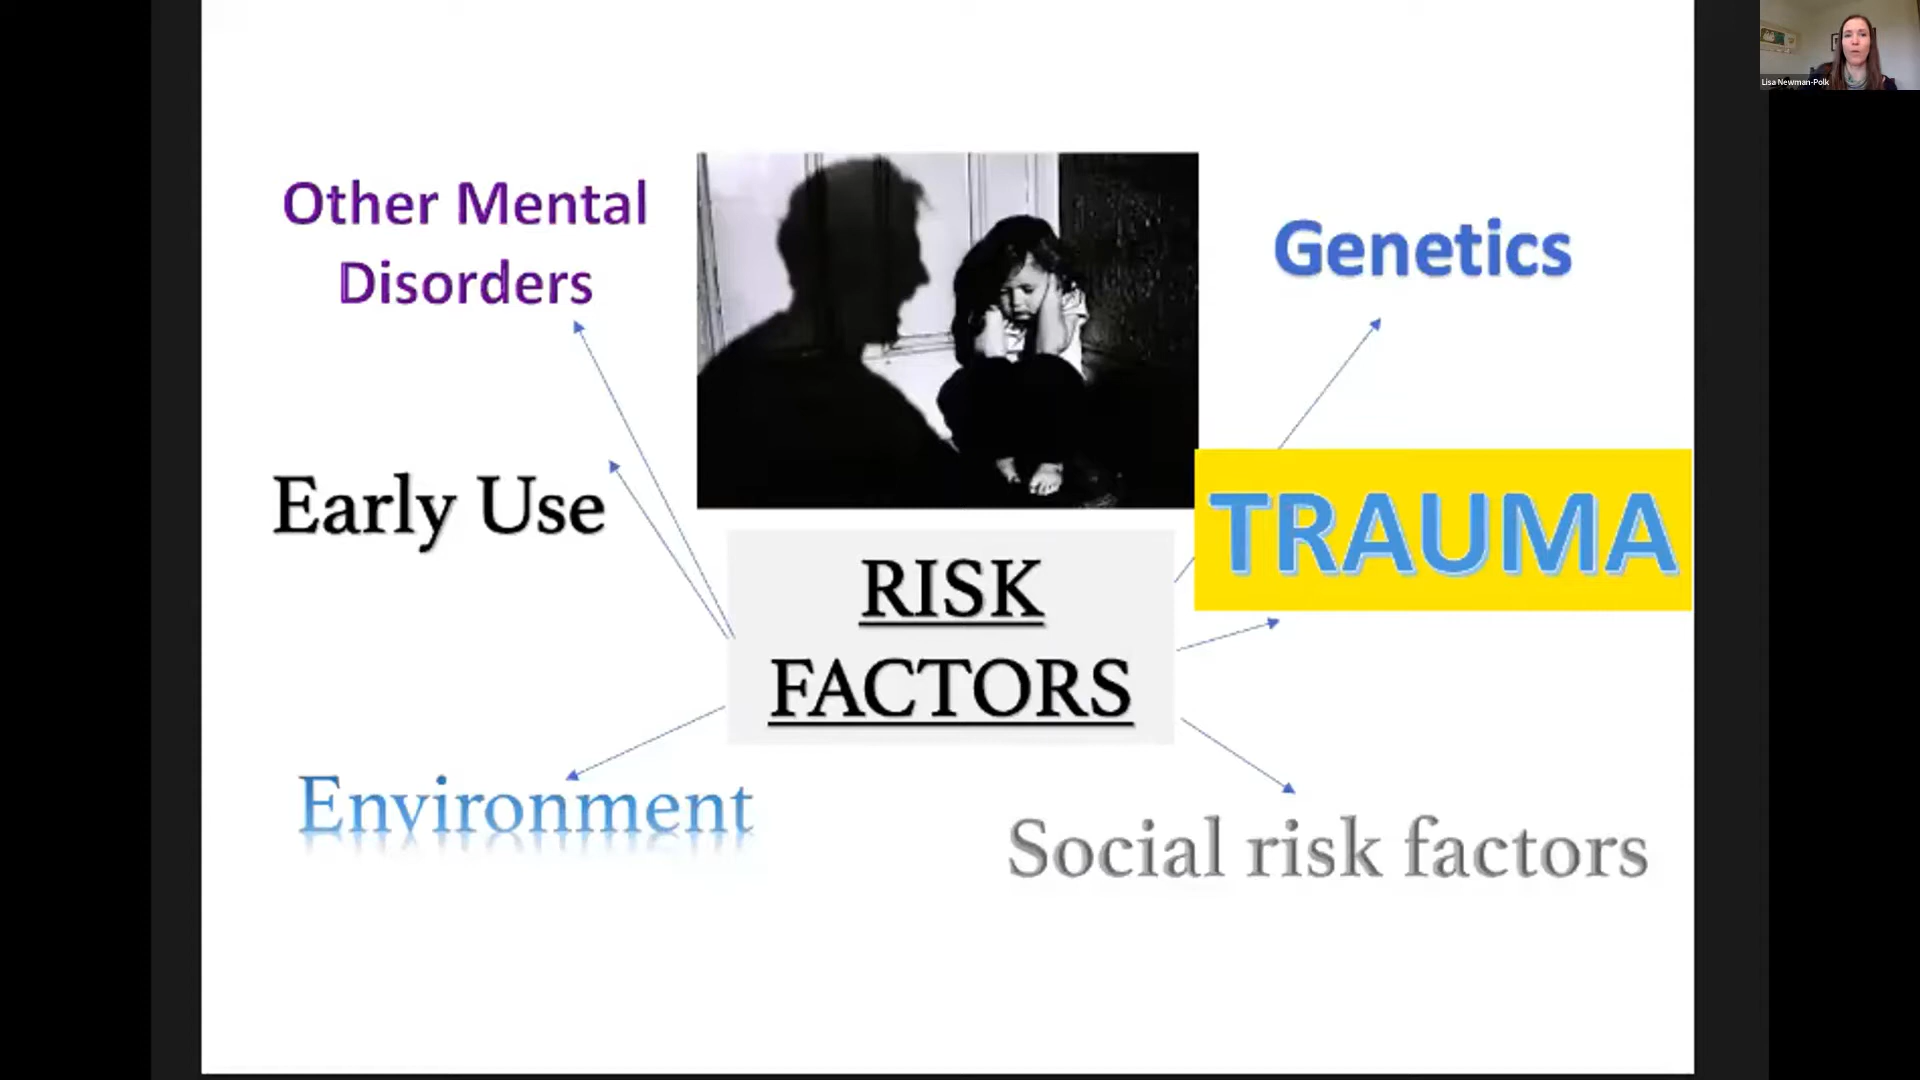 Lisa Newman-Polk
Other Mental
Disorders
Genetics
Early Use
TRAUMA
RISK
FACTORS
Environment
Social risk factors